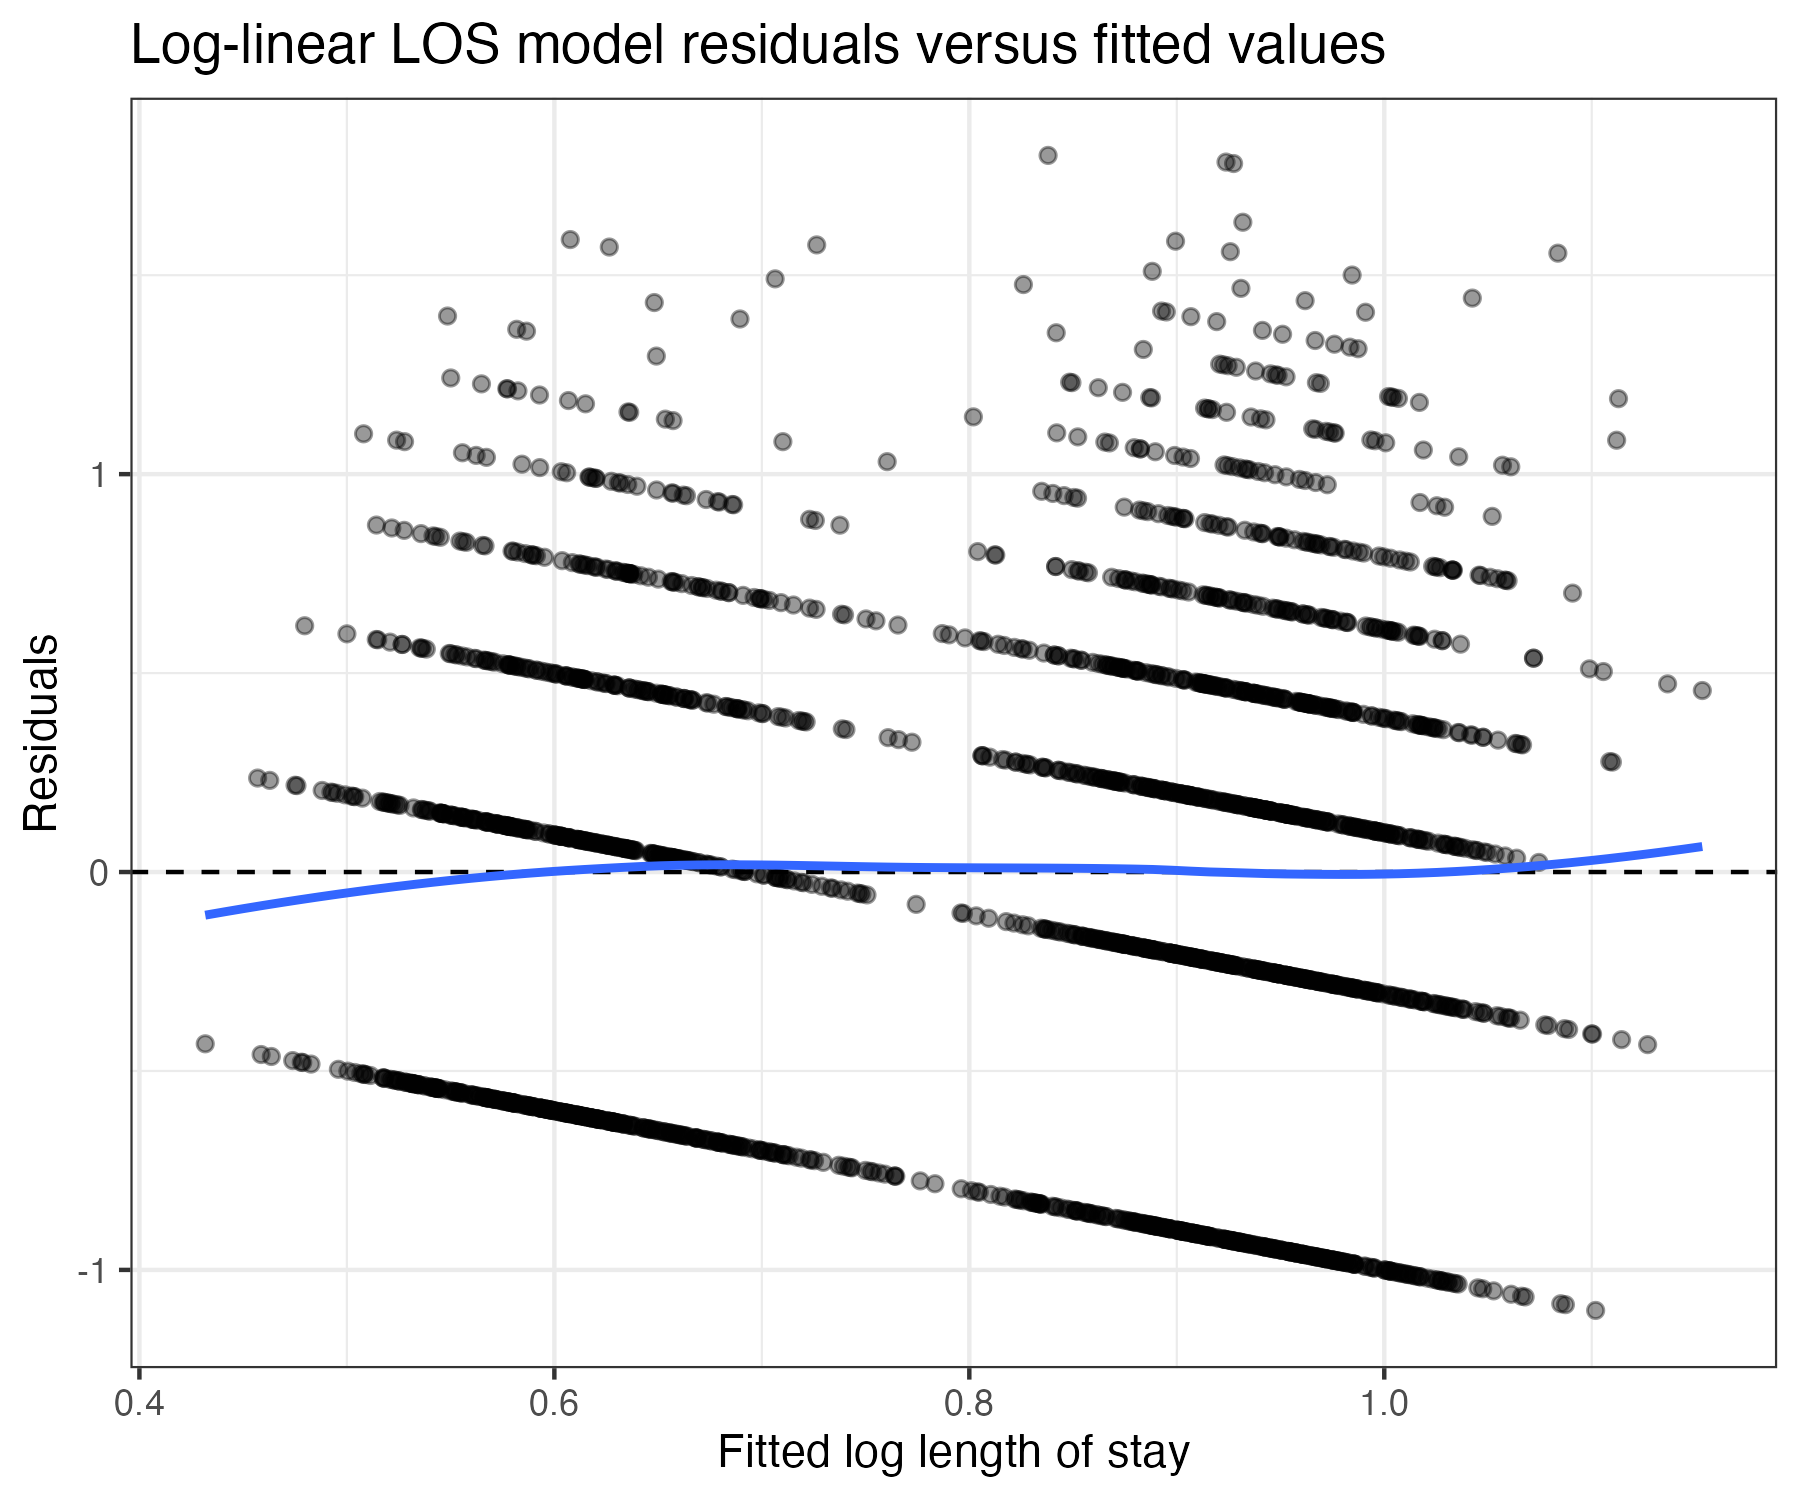 Log-linear LOS model residuals versus fitted values
Residuals
1
0
-1
0.4 0.6 0.8 1.0
Fitted log length of stay